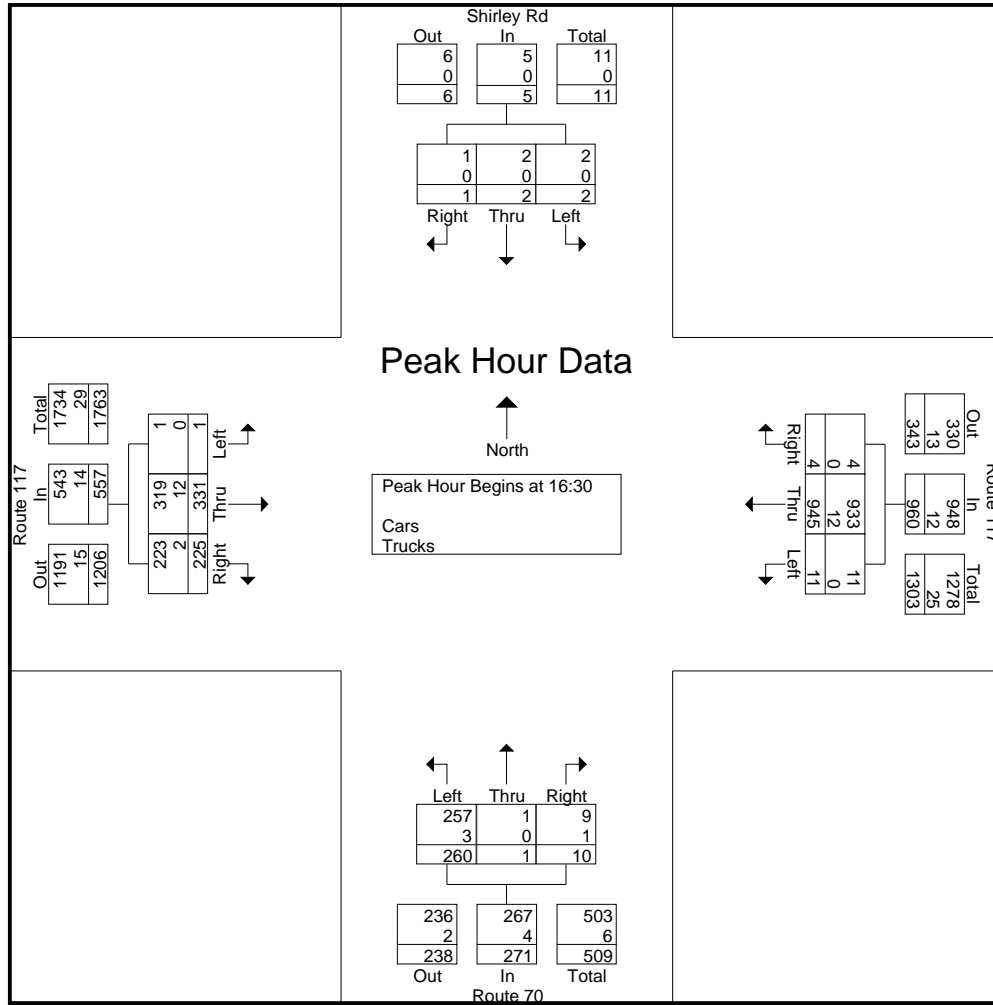 Shirley Rd
Out In Total
6 5 11
0 0 0
6 5 11
1 2 2
0 0 0
1 2 2
Right Thru Left
Peak Hour Data
North
Peak Hour Begins at 16:30
Cars
Trucks
Route 117
Total In Out
1734 543 1191
29 14 15
1763 557 1206
1 319 223
0 12 2
1 331 225
Left Thru Right
Route 117
Out In Total
330 948 1278
13 12 25
343 960 1303
4 933 11
0 12 0
4 945 11
Right Thru Left
Left Thru Right
257 1 9
3 0 1
260 1 10
236 267 503
2 4 6
238 271 509
Out In Total
Route 70